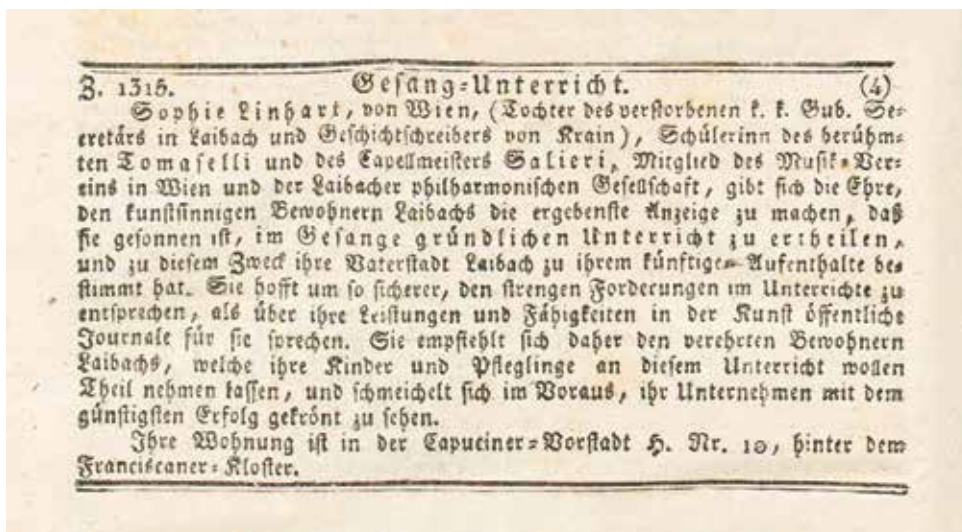 Z. 1315. Gesang-Unterricht. (4)
Sophie Linhart, von Wien, (Tochter des verstorbenen k. k. Gub. Se-
cretärs in Laibach und Geschichtschreibers von Krain), Schülerinn des berühm-
ten Tomaselli und des Capellmeisters Salieri, Mitglied des Musik-Ver-
eins in Wien und der Laibacher philharmonischen Gesellschaft, gibt sich die Ehre,
den kunstsinnigen Bewohnern Laibachs die ergebenste Anzeige zu machen, daß
sie gesonnen ist, im Gesange gründlichen Unterricht zu ertheilen,
und zu diesem Zweck ihre Vaterstadt Laibach zu ihrem künftigen Aufenthalte be-
stimmt hat. Sie hofft um so sicherer, den strengen Forderungen im Unterrichte zu
entsprechen, als über ihre Leistungen und Fähigkeiten in der Kunst öffentliche
Journale für sie sprechen. Sie empfiehlt sich daher den verehrten Bewohnern
Laibachs, welche ihre Kinder und Pfleglinge an diesem Unterricht wollen
Theil nehmen lassen, und schmeichelt sich im Voraus, ihr Unternehmen mit dem
günstigsten Erfolg gekrönt zu sehen.
Ihre Wohnung ist in der Capuciner-Vorstadt H. Nr. 10, hinter dem
Franciscaner-Kloster.